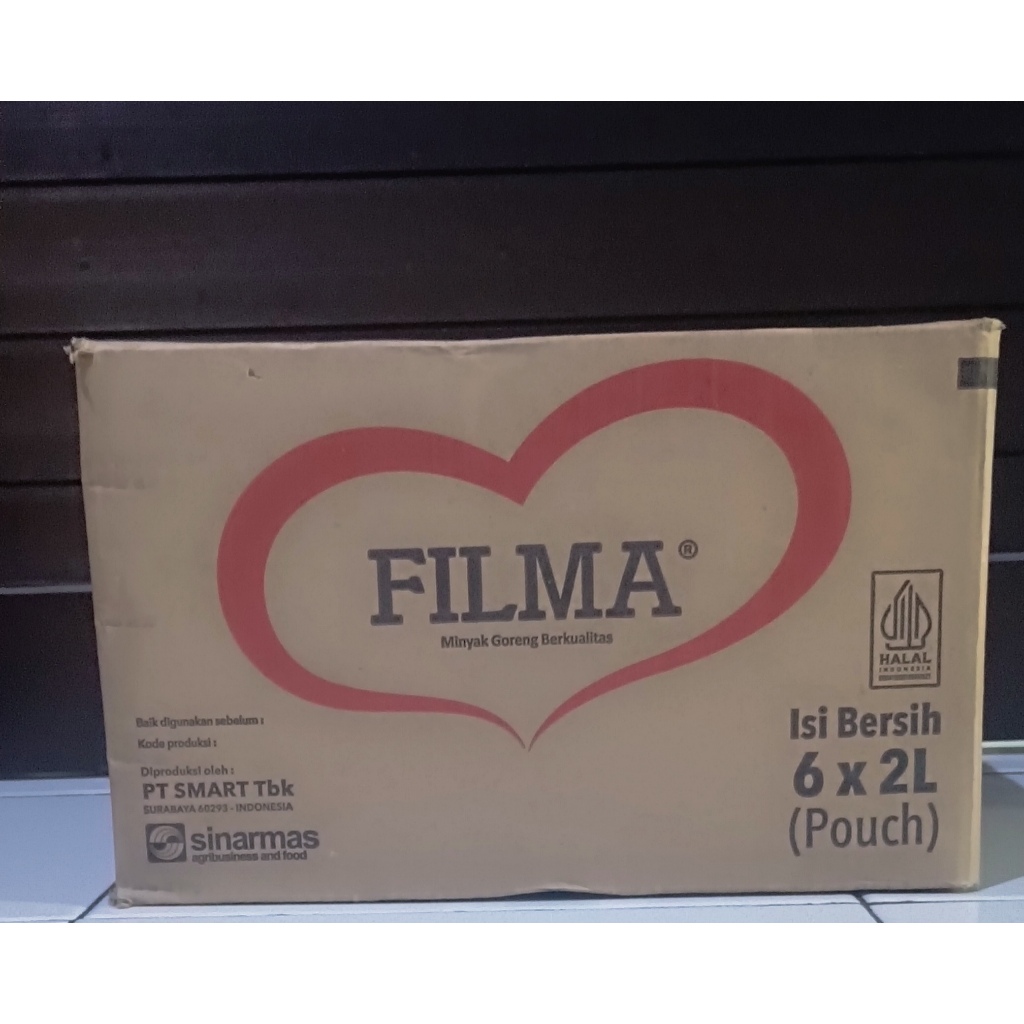 FILMA®
Minyak Goreng Berkualitas
HALAL
INDONESIA
Baik digunakan sebelum :
Kode produksi :
Diproduksi oleh :
PT SMART Tbk
SURABAYA 60293 - INDONESIA
sinarmas
agribusiness and food
Isi Bersih
6 x 2L
(Pouch)